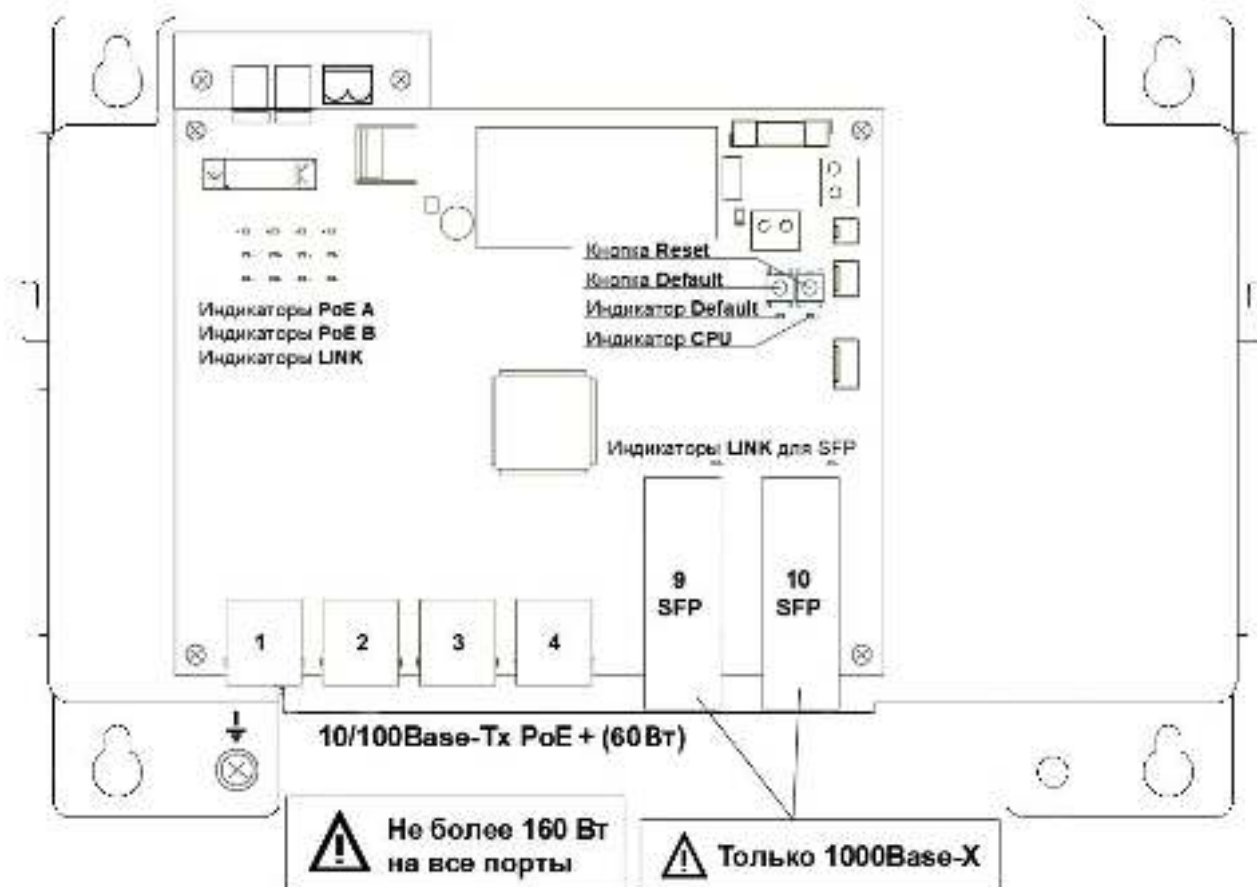 Кнопка Reset
Кнопка Default
Индикатор Default
Индикатор CPU
Индикаторы PoE A
Индикаторы PoE B
Индикаторы LINK
Индикаторы LINK для SFP
9
SFP
10
SFP
1
2
3
4
10/100Base-Tx PoE + (60Вт)
Не более 160 Вт
на все порты
Только 1000Base-X